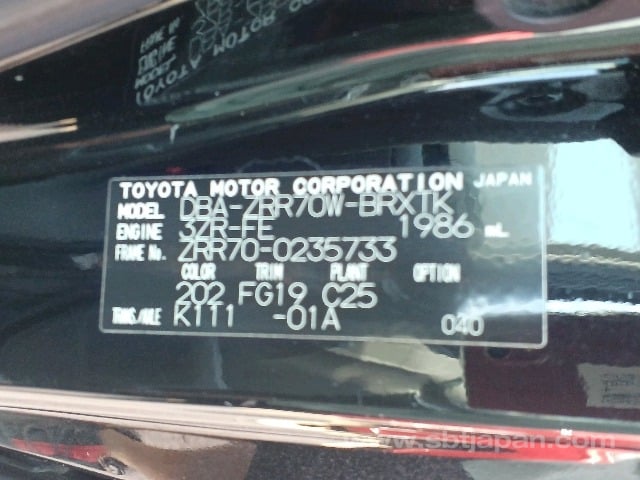 TOYOTA MOTOR CORPORATION JAPAN
MODEL DBA-ZRR70W-BRXTK
ENGINE 3ZR-FE 1986 mL
FRAME No. ZRR70-0235733
COLOR TRIM PLANT OPTION
202 FG19 C25
TRANS/AXLE K111 -01A 040
www.sbtjapan.com